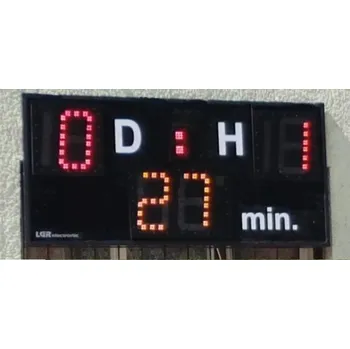 0 D : H 1
27 min.